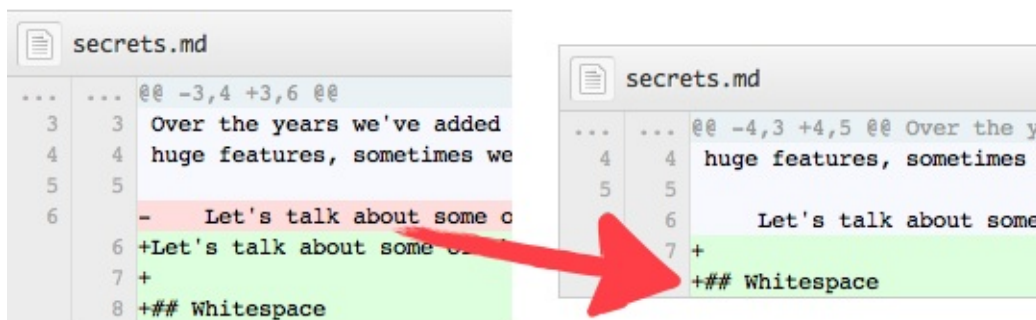 secrets.md
... ... @@ -3,4 +3,6 @@
3 3 Over the years we've added
4 4 huge features, sometimes we
5 5
6 - Let's talk about some
6 +Let's talk about some
7 +
8 +## Whitespace
secrets.md
... ... @@ -4,3 +4,5 @@ Over the
4 4 huge features, sometimes
5 5
6 Let's talk about some
7 +
+## Whitespace